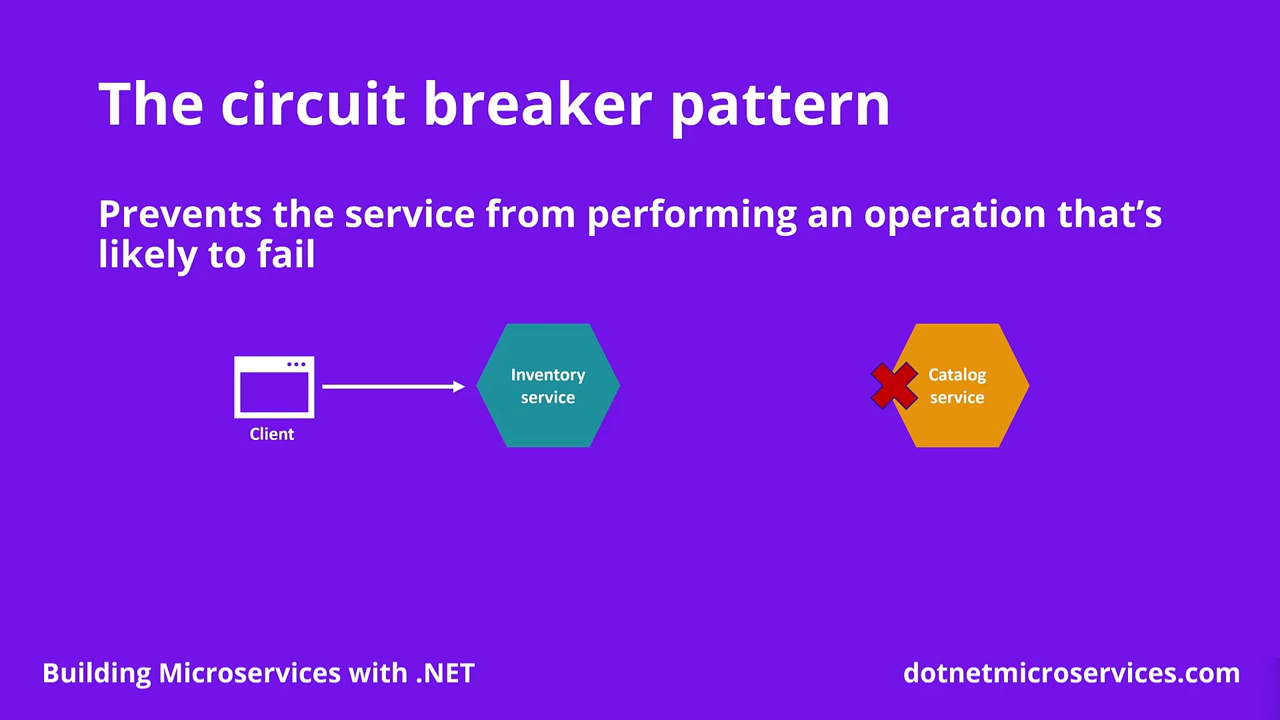 The circuit breaker pattern
Prevents the service from performing an operation that’s
likely to fail
Client
Inventory
service
Catalog
service
Building Microservices with .NET
dotnetmicroservices.com